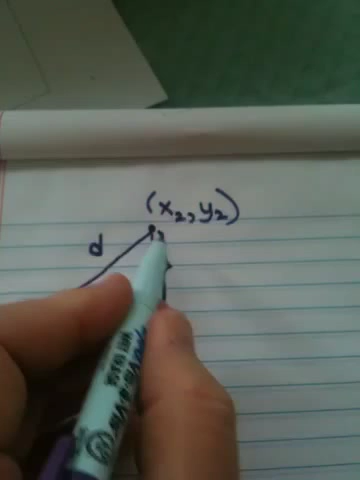 (x₂, y₂)
d